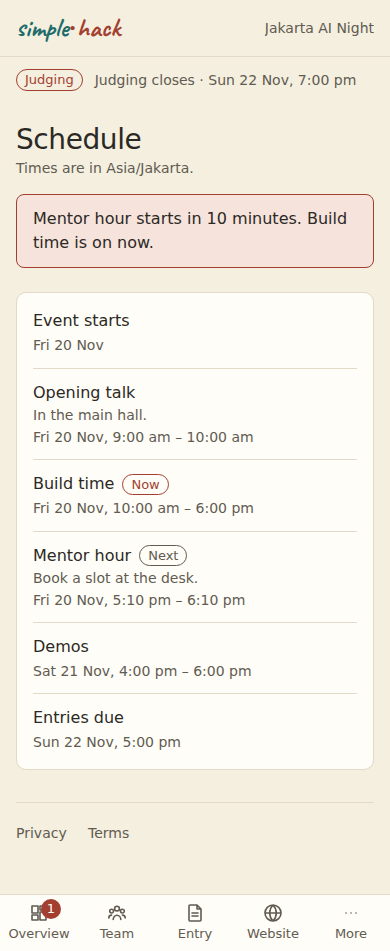 simple·hack
Jakarta AI Night
Judging
Judging closes · Sun 22 Nov, 7:00 pm
Schedule
Times are in Asia/Jakarta.
Mentor hour starts in 10 minutes. Build
time is on now.
Event starts
Fri 20 Nov
Opening talk
In the main hall.
Fri 20 Nov, 9:00 am – 10:00 am
Build time Now
Fri 20 Nov, 10:00 am – 6:00 pm
Mentor hour Next
Book a slot at the desk.
Fri 20 Nov, 5:10 pm – 6:10 pm
Demos
Sat 21 Nov, 4:00 pm – 6:00 pm
Entries due
Sun 22 Nov, 5:00 pm
Privacy Terms
1
Overview Team Entry Website More